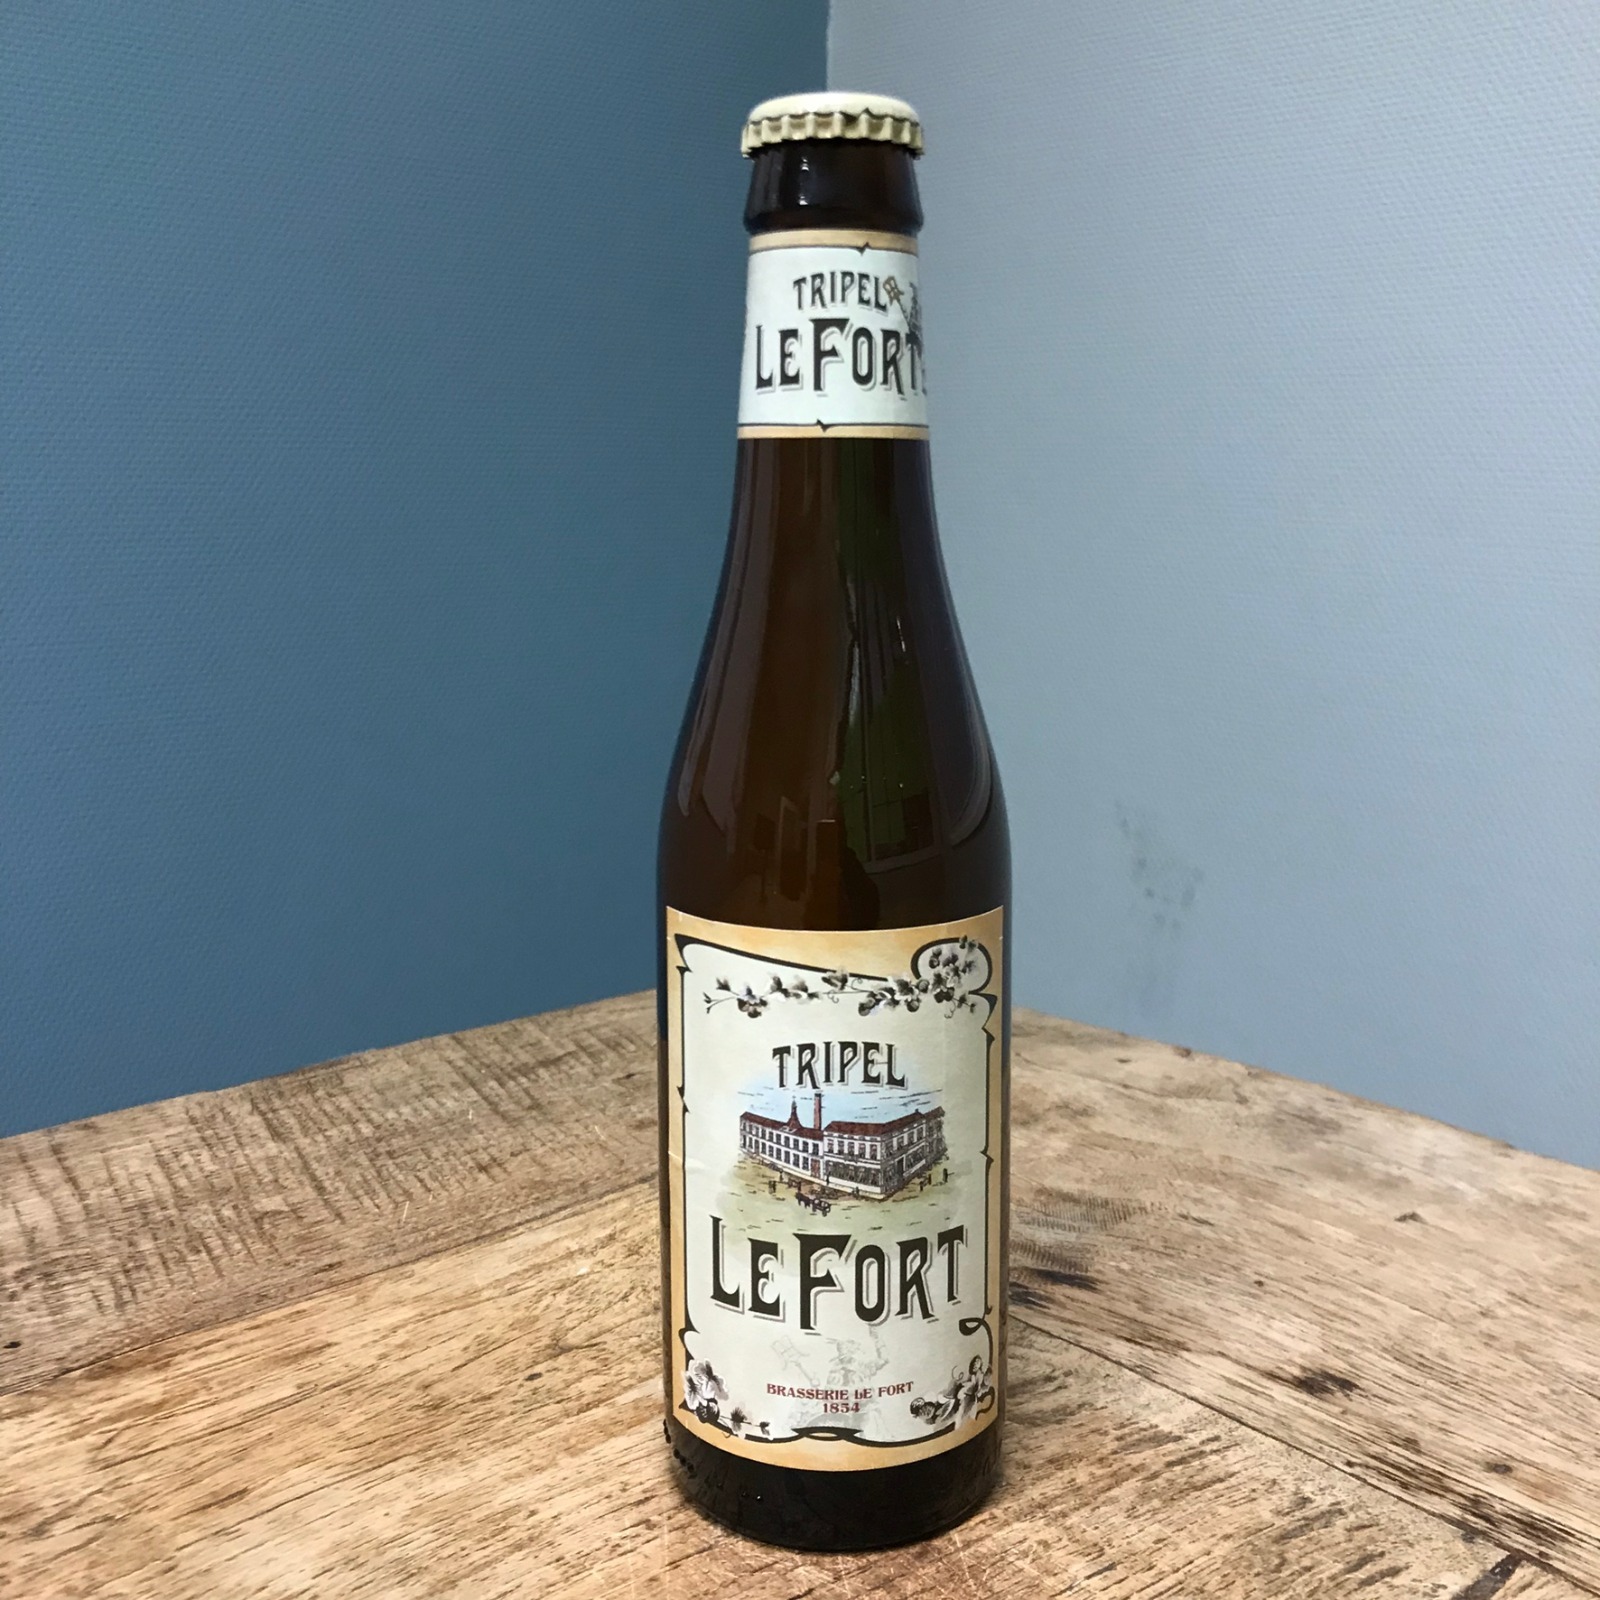 TRIPEL
LEFORT
TRIPEL
LEFORT
BRASSERIE LE FORT
1854